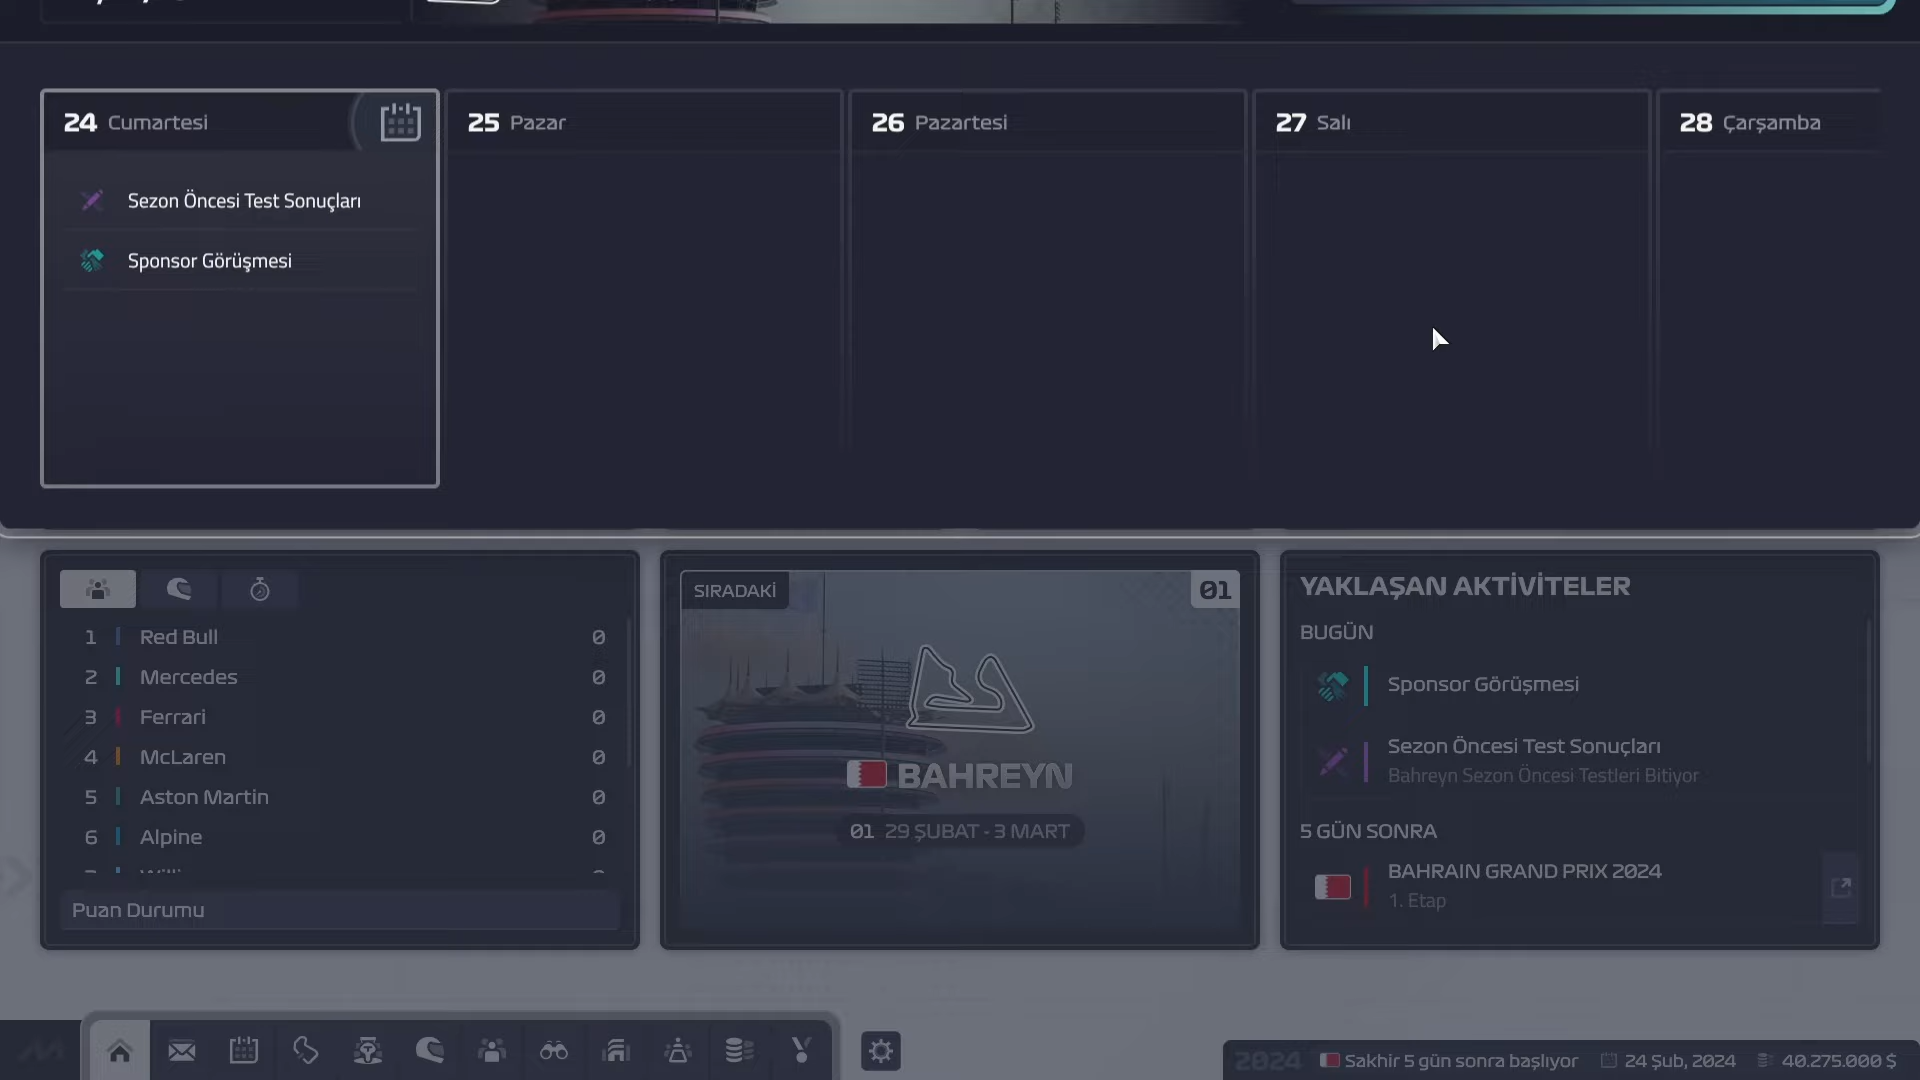 24 Cumartesi
25 Pazar
26 Pazartesi
27 Salı
28 Çarşamba
Sezon Öncesi Test Sonuçları
Sponsor Görüşmesi
1 Red Bull 0
2 Mercedes 0
3 Ferrari 0
4 McLaren 0
5 Aston Martin 0
6 Alpine 0
Puan Durumu
SIRADAKİ
01
BAHREYN
01 29 ŞUBAT - 3 MART
YAKLAŞAN AKTİVİTELER
BUGÜN
Sponsor Görüşmesi
Sezon Öncesi Test Sonuçları
Bahreyn Sezon Öncesi Testleri Bitiyor
5 GÜN SONRA
BAHRAIN GRAND PRIX 2024
1. Etap
2024 Sakhir 5 gün sonra başlıyor 24 Şub, 2024 40.275.000 $